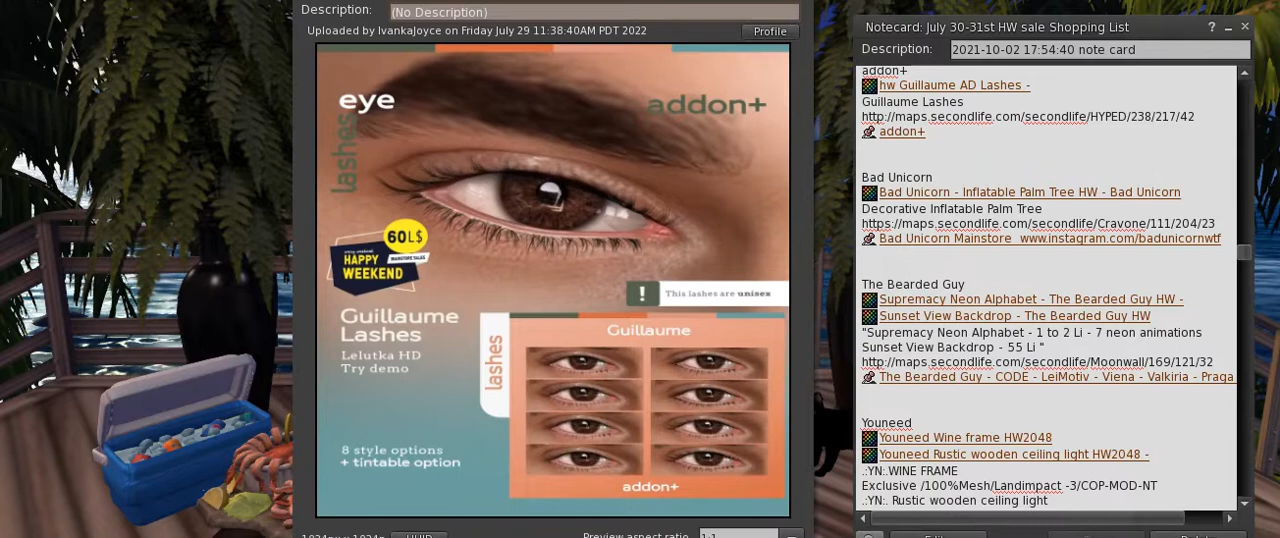 Description:
(No Description)
Uploaded by IvankaJoyce on Friday July 29 11:38:40AM PDT 2022
Profile
eye
lashes
addon+
60L$
HAPPY
WEEKEND
! This lashes are unisex
Guillaume
Lashes
Lelutka HD
Try demo
8 style options
+ tintable option
lashes
Guillaume
addon+
Preview aspect ratio
Notecard: July 30-31st HW sale Shopping List
? _ ×
Description:
2021-10-02 17:54:40 note card
addon+
hw Guillaume AD Lashes -
Guillaume Lashes
http://maps.secondlife.com/secondlife/HYPED/238/217/42
addon+
Bad Unicorn
Bad Unicorn - Inflatable Palm Tree HW - Bad Unicorn
Decorative Inflatable Palm Tree
https://maps.secondlife.com/secondlife/Crayone/111/204/23
Bad Unicorn Mainstore  www.instagram.com/badunicornwtf
The Bearded Guy
Supremacy Neon Alphabet - The Bearded Guy HW -
Sunset View Backdrop - The Bearded Guy HW
"Supremacy Neon Alphabet - 1 to 2 Li - 7 neon animations
Sunset View Backdrop - 55 Li "
http://maps.secondlife.com/secondlife/Moonwall/169/121/32
The Bearded Guy - CODE - LeiMotiv - Viena - Valkiria - Praga
Youneed
Youneed Wine frame HW2048
Youneed Rustic wooden ceiling light HW2048 -
.:YN:.WINE FRAME
Exclusive /100%Mesh/Landimpact -3/COP-MOD-NT
.:YN:. Rustic wooden ceiling light